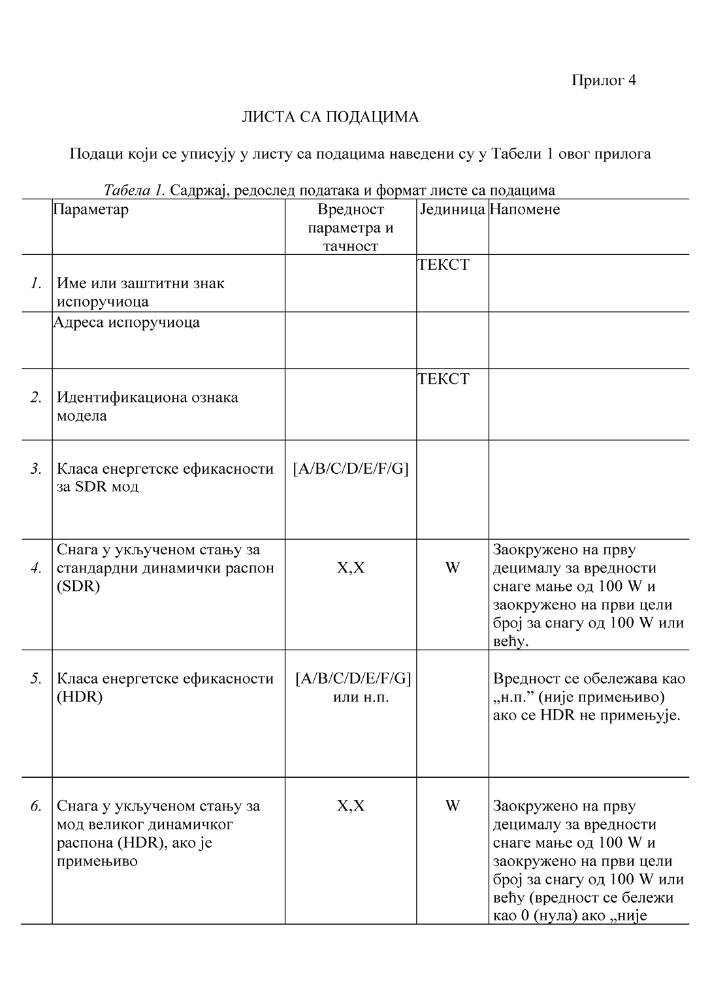 Прилог 4
ЛИСТА СА ПОДАЦИМА
Подаци који се уписују у листу са подацима наведени су у Табели 1 овог прилога
Табела 1. Садржај, редослед података и формат листе са подацима
Параметар
Вредност
параметра и
тачност
Јединица
Напомене
1.
Име или заштитни знак
испоручиоца
ТЕКСТ
Адреса испоручиоца
2.
Идентификациона ознака
модела
ТЕКСТ
3.
Класа енергетске ефикасности
за SDR мод
[A/B/C/D/E/F/G]
4.
Снага у укљученом стању за
стандардни динамички распон
(SDR)
X,X
W
Заокружено на прву
децималу за вредности
снаге мање од 100 W и
заокружено на први цели
број за снагу од 100 W или
већу.
5.
Класа енергетске ефикасности
(HDR)
[A/B/C/D/E/F/G]
или н.п.
Вредност се обележава као
„н.п.” (није примењиво)
ако се HDR не примењује.
6.
Снага у укљученом стању за
мод великог динамичког
распона (HDR), ако је
примењиво
X,X
W
Заокружено на прву
децималу за вредности
снаге мање од 100 W и
заокружено на први цели
број за снагу од 100 W или
већу (вредност се бележи
као 0 (нула) ако „није